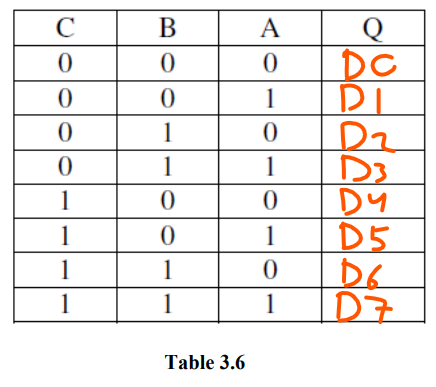 C B A Q
0 0 0 D0
0 0 1 D1
0 1 0 D2
0 1 1 D3
1 0 0 D4
1 0 1 D5
1 1 0 D6
1 1 1 D7
Table 3.6